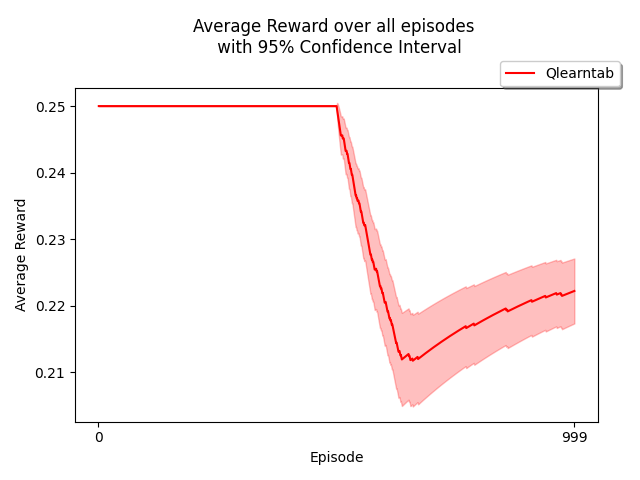 Average Reward over all episodes
with 95% Confidence Interval
Qlearntab
0.25
0.24
0.23
0.22
0.21
Average Reward
0
999
Episode